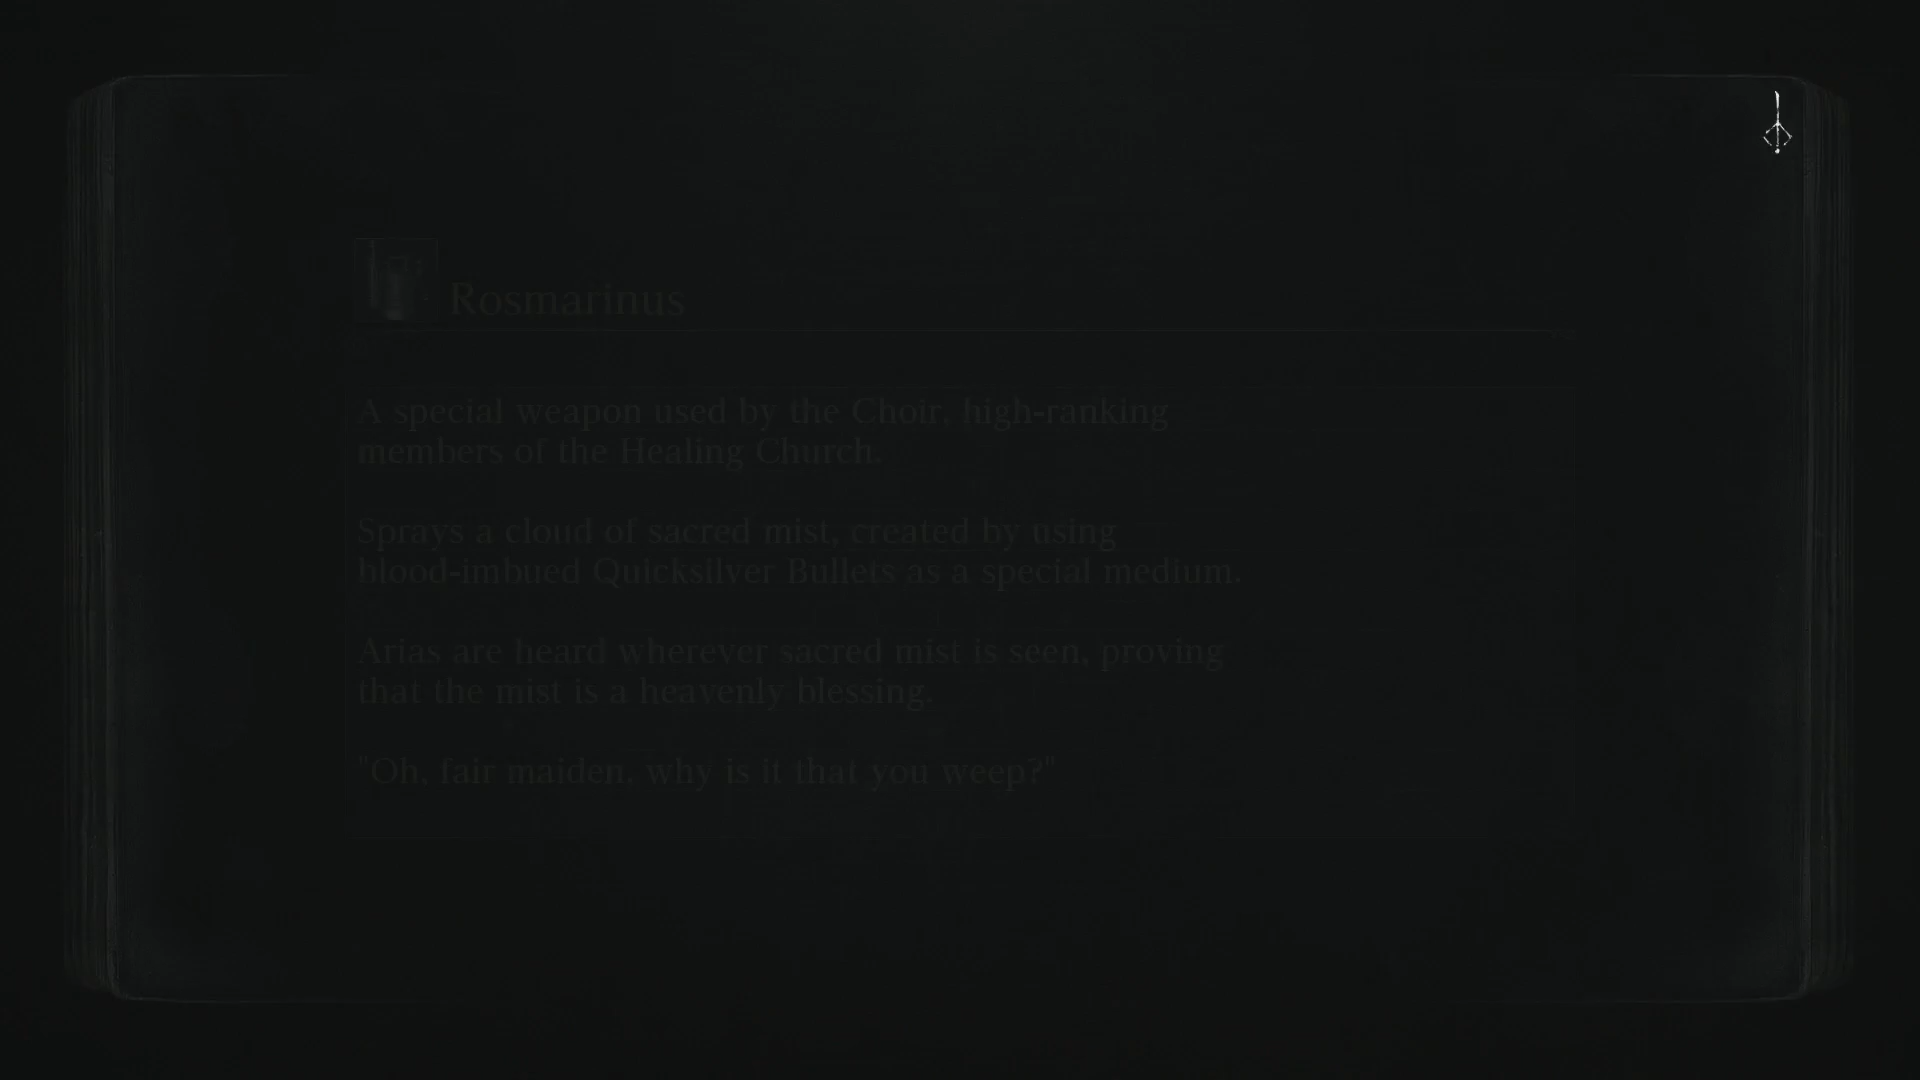 Rosmarinus
A special weapon used by the Choir, high-ranking
members of the Healing Church.
Sprays a cloud of sacred mist, created by using
blood-imbued Quicksilver Bullets as a special medium.
Arias are heard wherever sacred mist is seen, proving
that the mist is a heavenly blessing.
"Oh, fair maiden, why is it that you weep?"